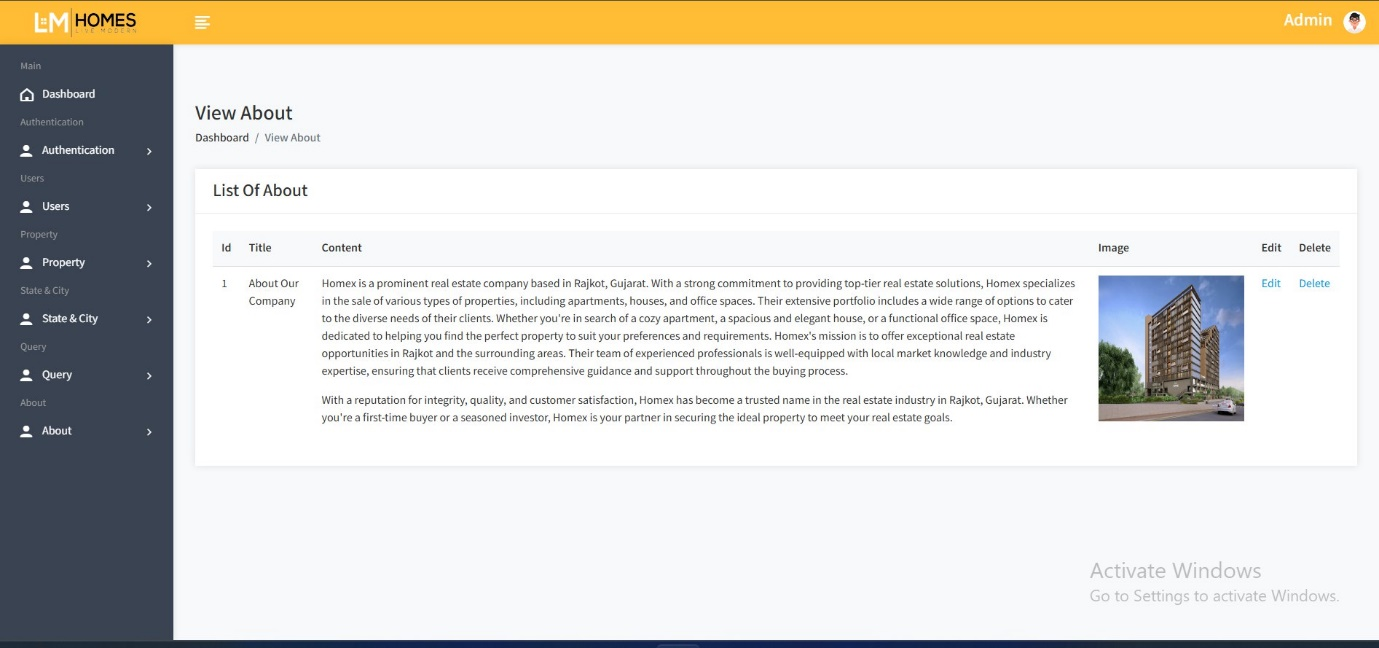 LM HOMES
LIVE MODERN
Admin
Main
Dashboard
Authentication
Authentication
Users
Users
Property
Property
State & City
State & City
Query
Query
About
About
View About
Dashboard / View About
List Of About
Id Title Content Image Edit Delete
1 About Our Company
Homex is a prominent real estate company based in Rajkot, Gujarat. With a strong commitment to providing top-tier real estate solutions, Homex specializes
in the sale of various types of properties, including apartments, houses, and office spaces. Their extensive portfolio includes a wide range of options to cater
to the diverse needs of their clients. Whether you're in search of a cozy apartment, a spacious and elegant house, or a functional office space, Homex is
dedicated to helping you find the perfect property to suit your preferences and requirements. Homex's mission is to offer exceptional real estate
opportunities in Rajkot and the surrounding areas. Their team of experienced professionals is well-equipped with local market knowledge and industry
expertise, ensuring that clients receive comprehensive guidance and support throughout the buying process.
With a reputation for integrity, quality, and customer satisfaction, Homex has become a trusted name in the real estate industry in Rajkot, Gujarat. Whether
you're a first-time buyer or a seasoned investor, Homex is your partner in securing the ideal property to meet your real estate goals.
Edit Delete
Activate Windows
Go to Settings to activate Windows.